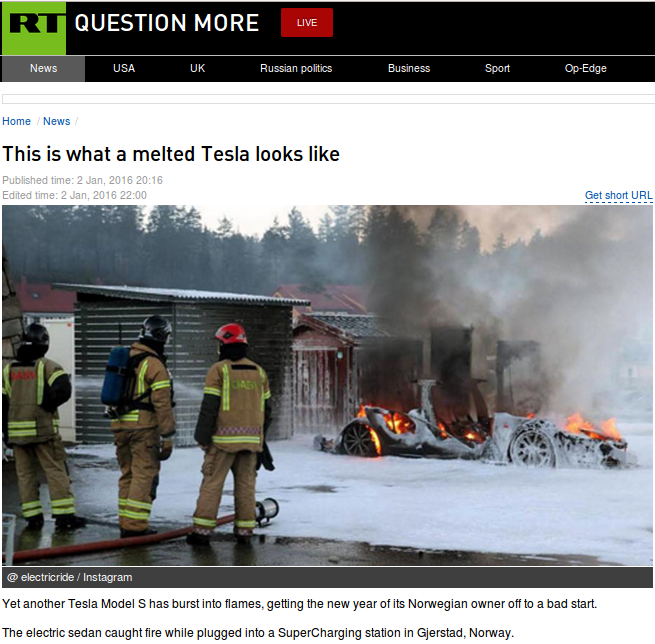 RT QUESTION MORE LIVE
News USA UK Russian politics Business Sport Op-Edge
Home / News /
This is what a melted Tesla looks like
Published time: 2 Jan, 2016 20:16
Edited time: 2 Jan, 2016 22:00
Get short URL
@ electricride / Instagram
Yet another Tesla Model S has burst into flames, getting the new year of its Norwegian owner off to a bad start.
The electric sedan caught fire while plugged into a SuperCharging station in Gjerstad, Norway.